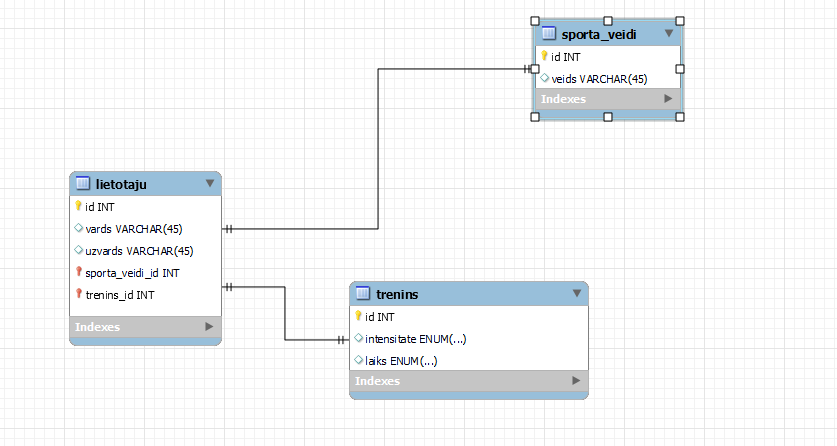 sporta_veidi
id INT
veids VARCHAR(45)
Indexes
lietotaju
id INT
vards VARCHAR(45)
uzvards VARCHAR(45)
sporta_veidi_id INT
trenins_id INT
Indexes
trenins
id INT
intensitate ENUM(...)
laiks ENUM(...)
Indexes